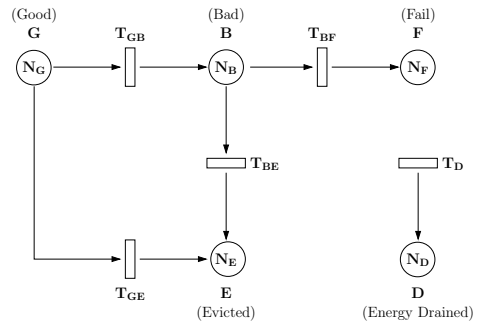 (Good) (Bad) (Fail)
G T_GB B T_BF F
N_G N_B N_F
T_BE T_D
N_E N_D
T_GE E D
(Evicted) (Energy Drained)